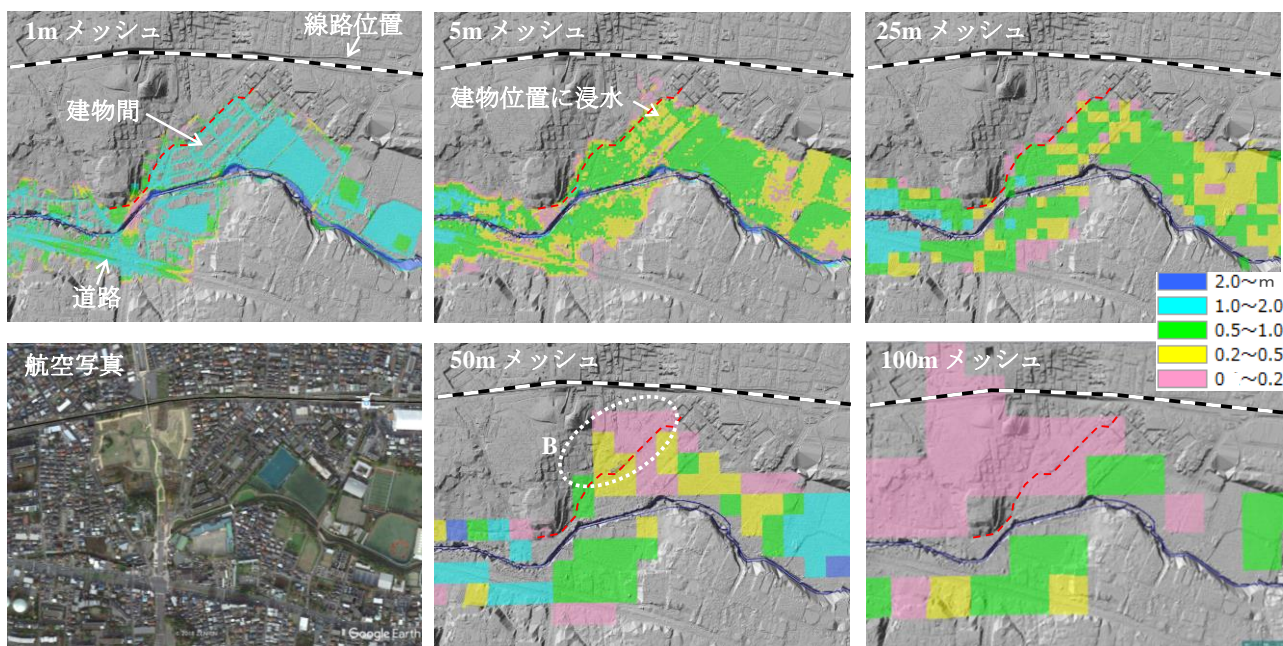 1m メッシュ
線路位置
建物間
道路
5m メッシュ
建物位置に浸水
25m メッシュ
2.0～m
1.0～2.0
0.5～1.0
0.2～0.5
0 ～0.2
航空写真
Google Earth
50m メッシュ
B
100m メッシュ